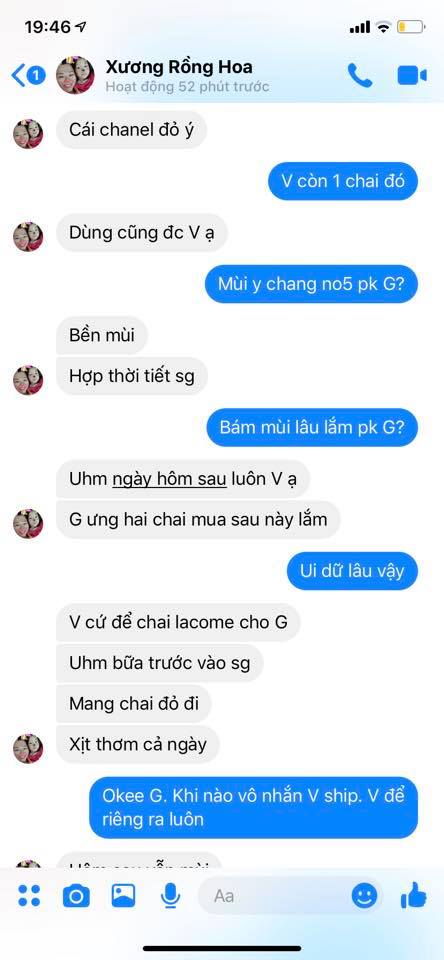 19:46
1
Xương Rồng Hoa
Hoạt động 52 phút trước
Cái chanel đỏ ý
V còn 1 chai đó
Dùng cũng đc V ạ
Mùi y chang no5 pk G?
Bền mùi
Hợp thời tiết sg
Bám mùi lâu lắm pk G?
Uhm ngày hôm sau luôn V ạ
G ưng hai chai mua sau này lắm
Ui dữ lâu vậy
V cứ để chai lacome cho G
Uhm bữa trước vào sg
Mang chai đỏ đi
Xịt thơm cả ngày
Okee G. Khi nào vô nhắn V ship. V để
riêng ra luôn
Aa